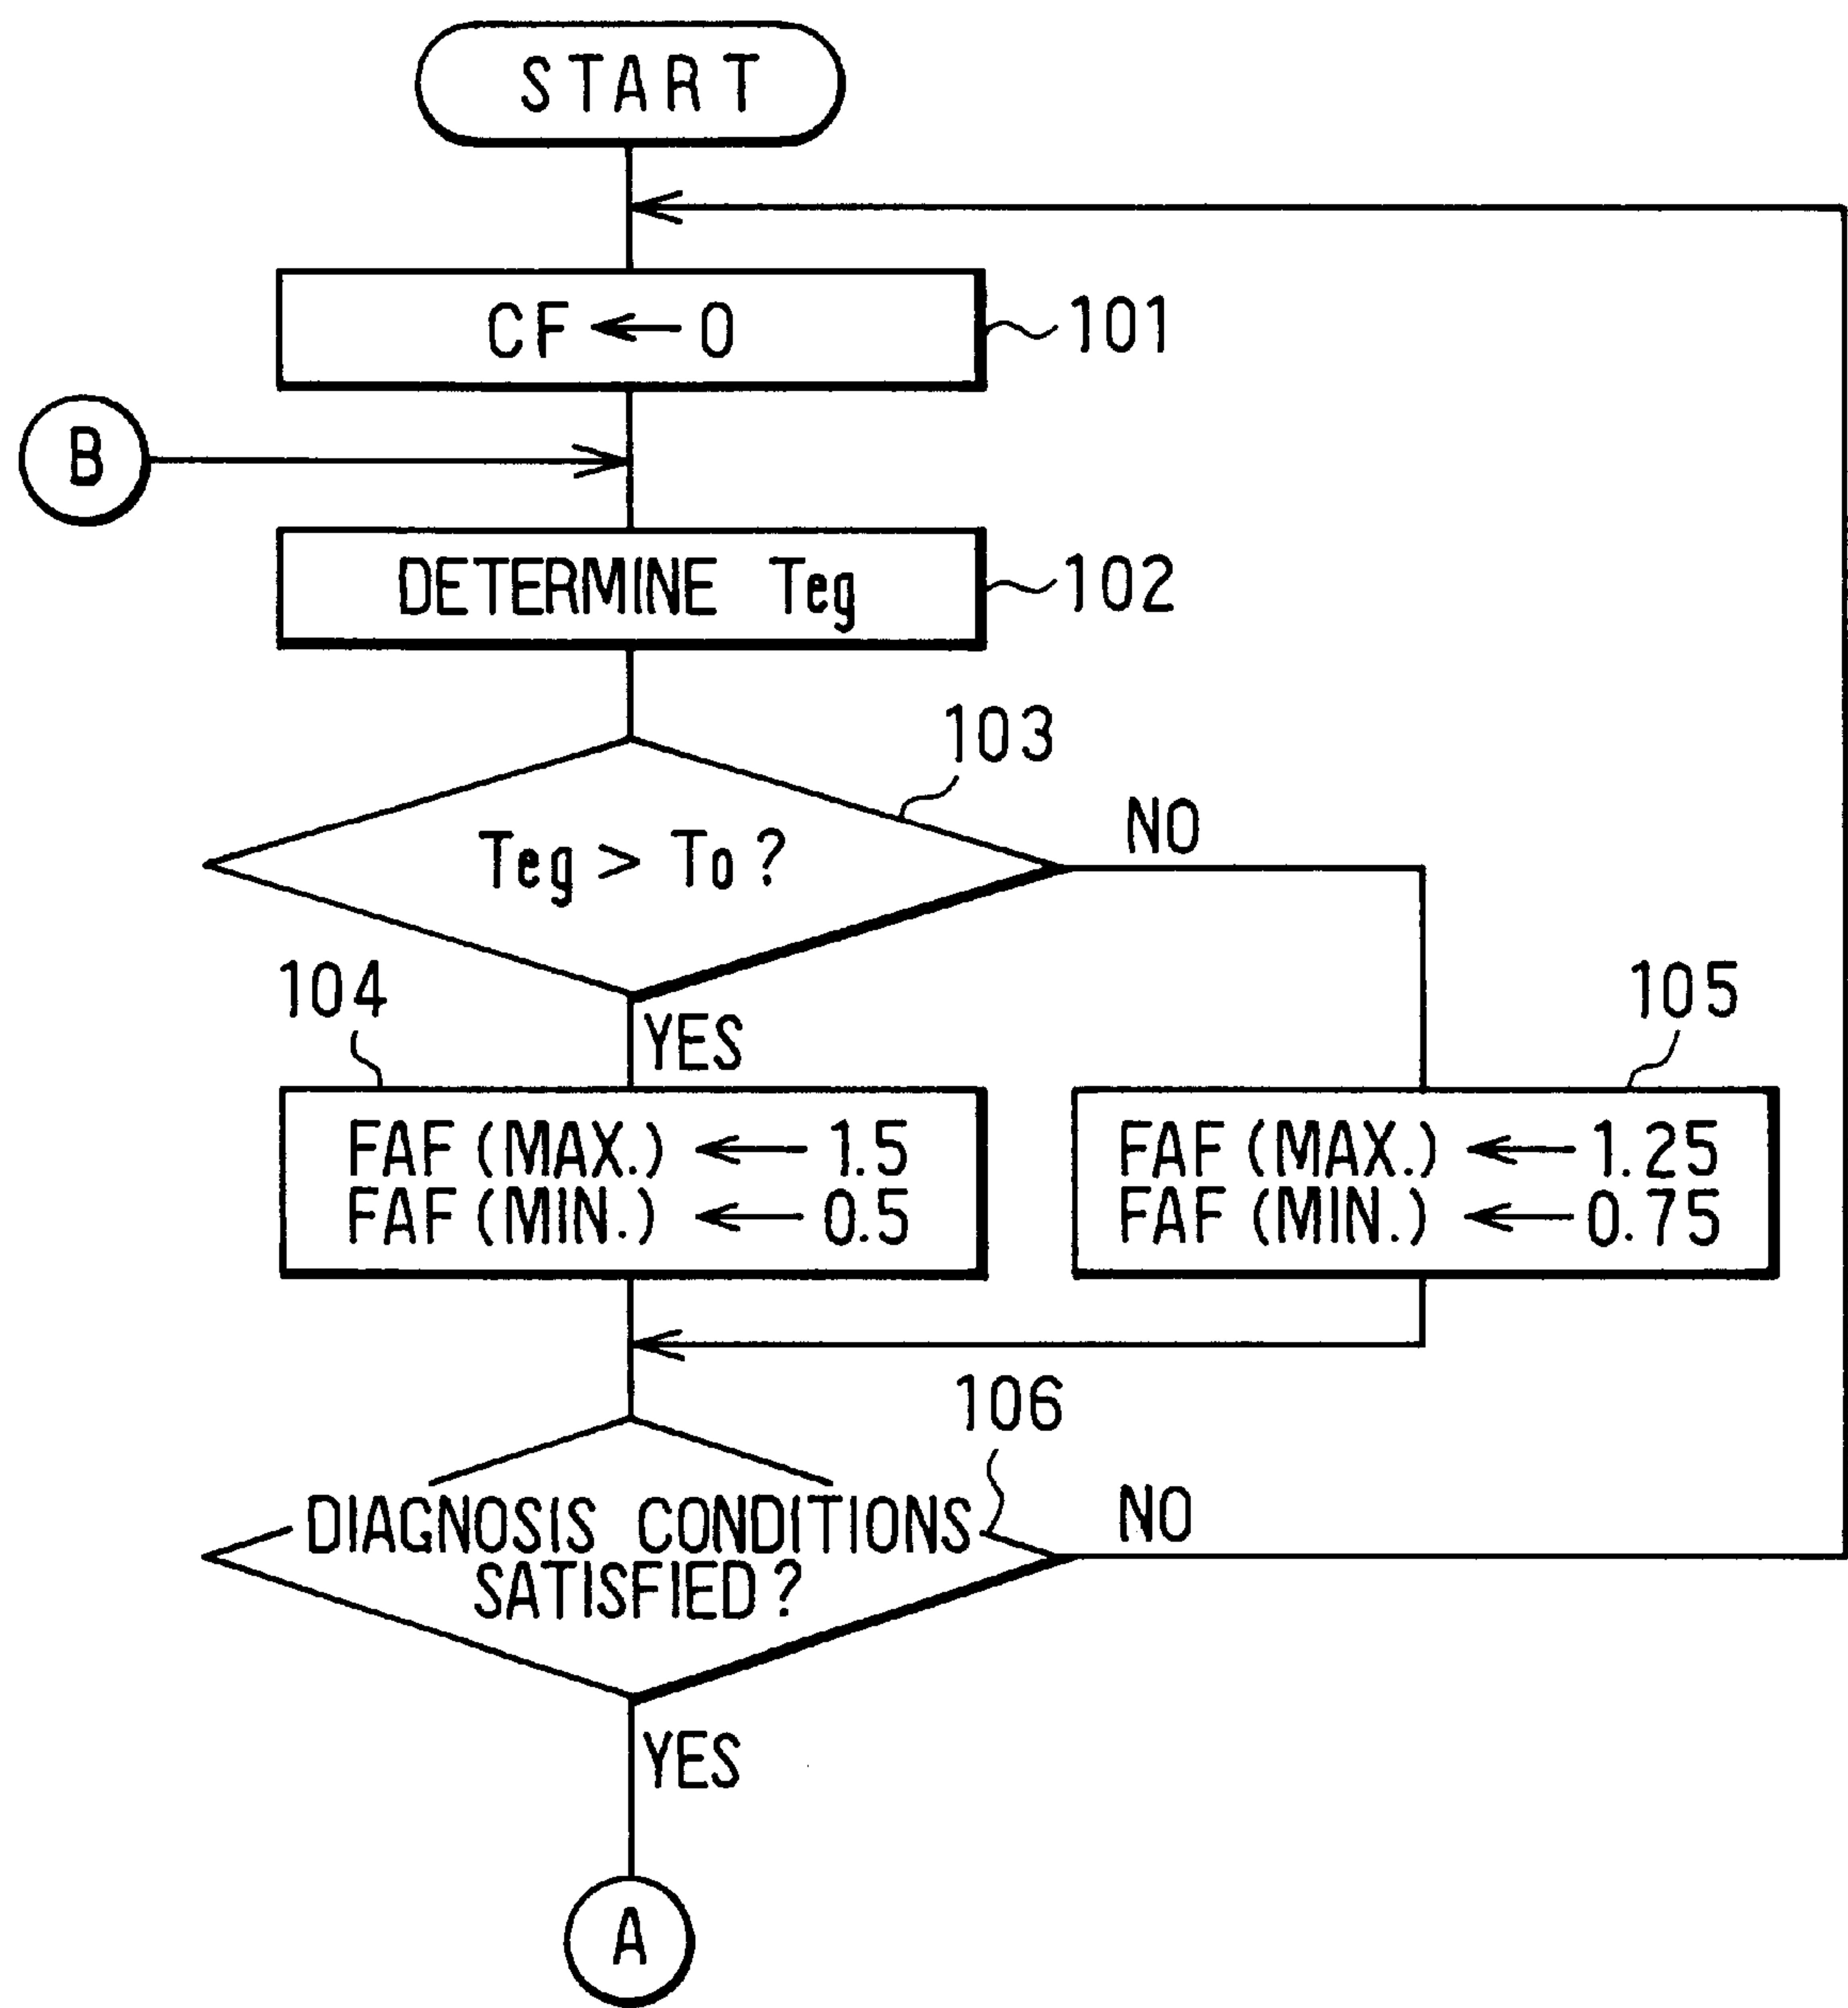 START
CF ← 0
101
B
DETERMINE Teg
102
103
Teg > To?
NO
104
YES
105
FAF (MAX.) ← 1.5
FAF (MIN.) ← 0.5
FAF (MAX.) ← 1.25
FAF (MIN.) ← 0.75
106
DIAGNOSIS CONDITIONS
SATISFIED?
NO
YES
A